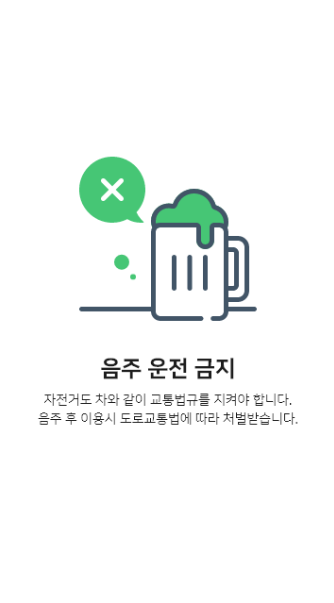 음주 운전 금지
자전거도 차와 같이 교통법규를 지켜야 합니다.
음주 후 이용시 도로교통법에 따라 처벌받습니다.